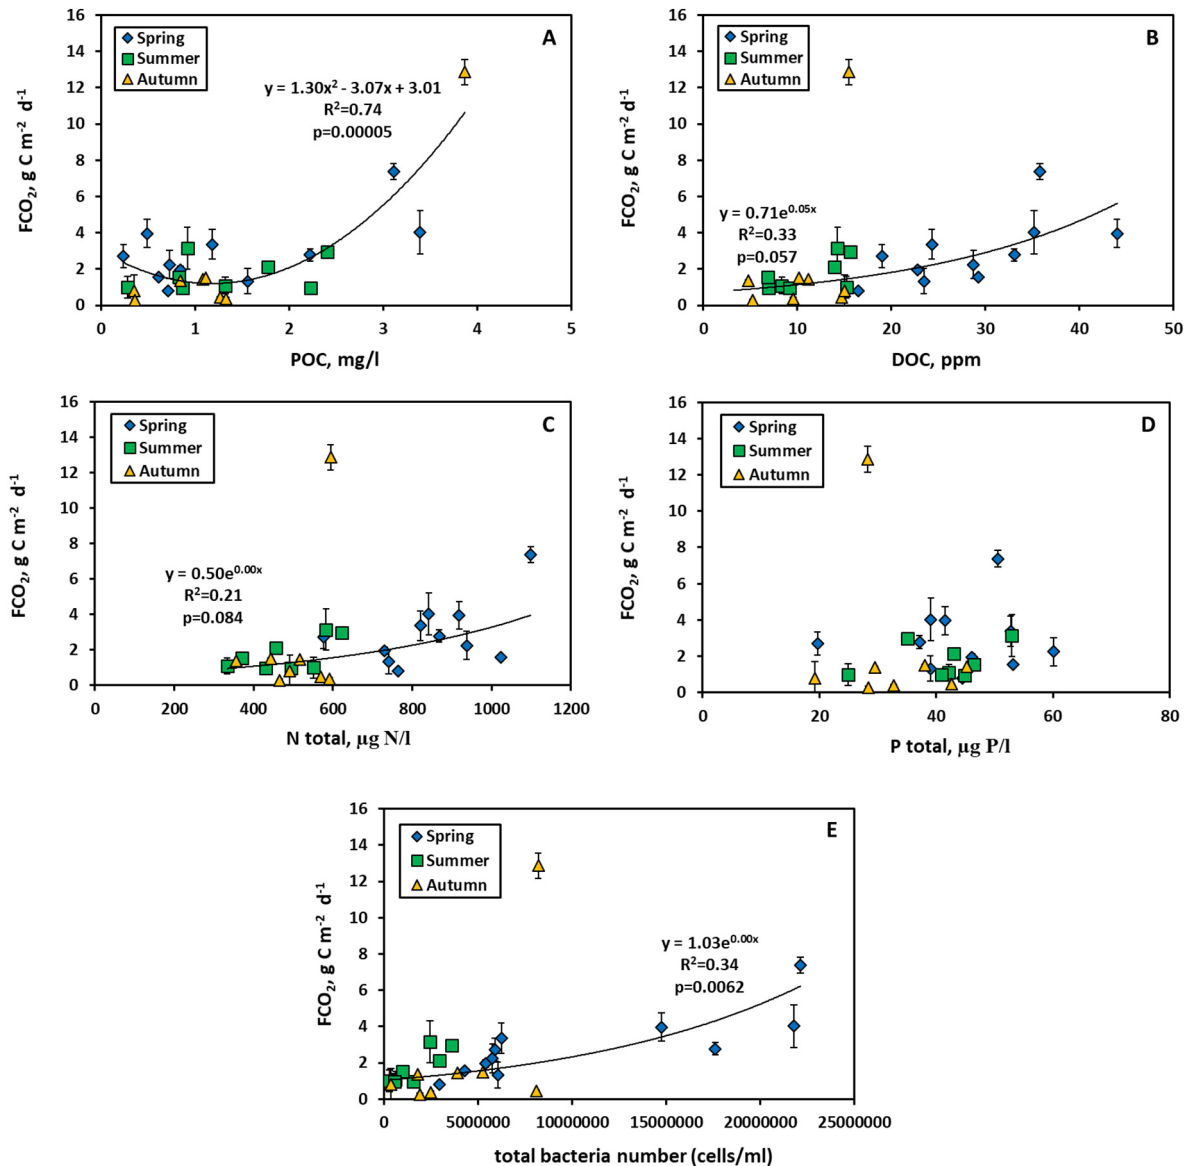 A
Spring
Summer
Autumn
y = 1.30x² - 3.07x + 3.01
R²=0.74
p=0.00005
FCO₂, g C m⁻² d⁻¹
16
14
12
10
8
6
4
2
0
0 1 2 3 4 5
POC, mg/l
B
Spring
Summer
Autumn
y = 0.71e^0.05x
R²=0.33
p=0.057
FCO₂, g C m⁻² d⁻¹
16
14
12
10
8
6
4
2
0
0 10 20 30 40 50
DOC, ppm
C
Spring
Summer
Autumn
y = 0.50e^0.00x
R²=0.21
p=0.084
FCO₂, g C m⁻² d⁻¹
16
14
12
10
8
6
4
2
0
0 200 400 600 800 1000 1200
N total, µg N/l
D
Spring
Summer
Autumn
FCO₂, g C m⁻² d⁻¹
16
14
12
10
8
6
4
2
0
0 20 40 60 80
P total, µg P/l
E
Spring
Summer
Autumn
y = 1.03e^0.00x
R²=0.34
p=0.0062
FCO₂, g C m⁻² d⁻¹
16
14
12
10
8
6
4
2
0
0 5000000 10000000 15000000 20000000 25000000
total bacteria number (cells/ml)